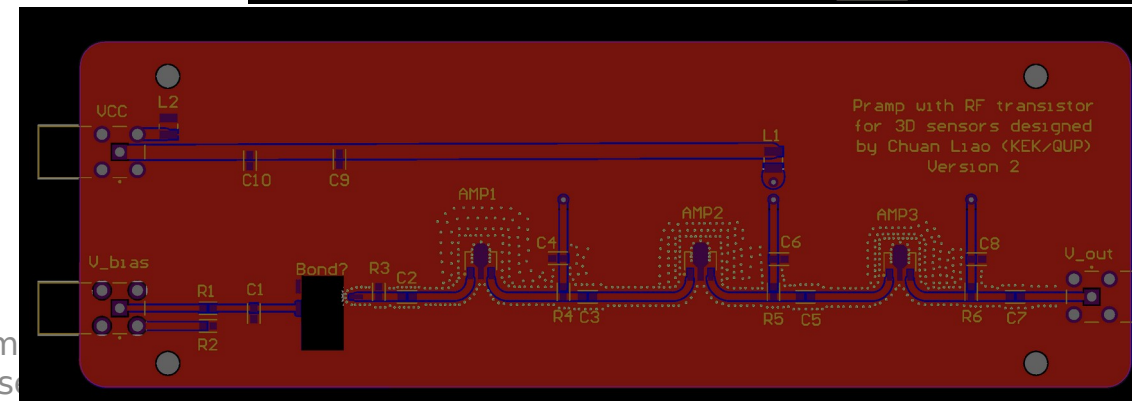 VCC
L2
C10
C9
L1
Pramp with RF transistor
for 3D sensors designed
by Chuan Liao (KEK/QUP)
Version 2
AMP1
AMP2
AMP3
C4
C6
C8
V_bias
V_out
Bond?
R1
C1
R3
C2
R2
R4
C3
R5
C5
R6
C7
m
se